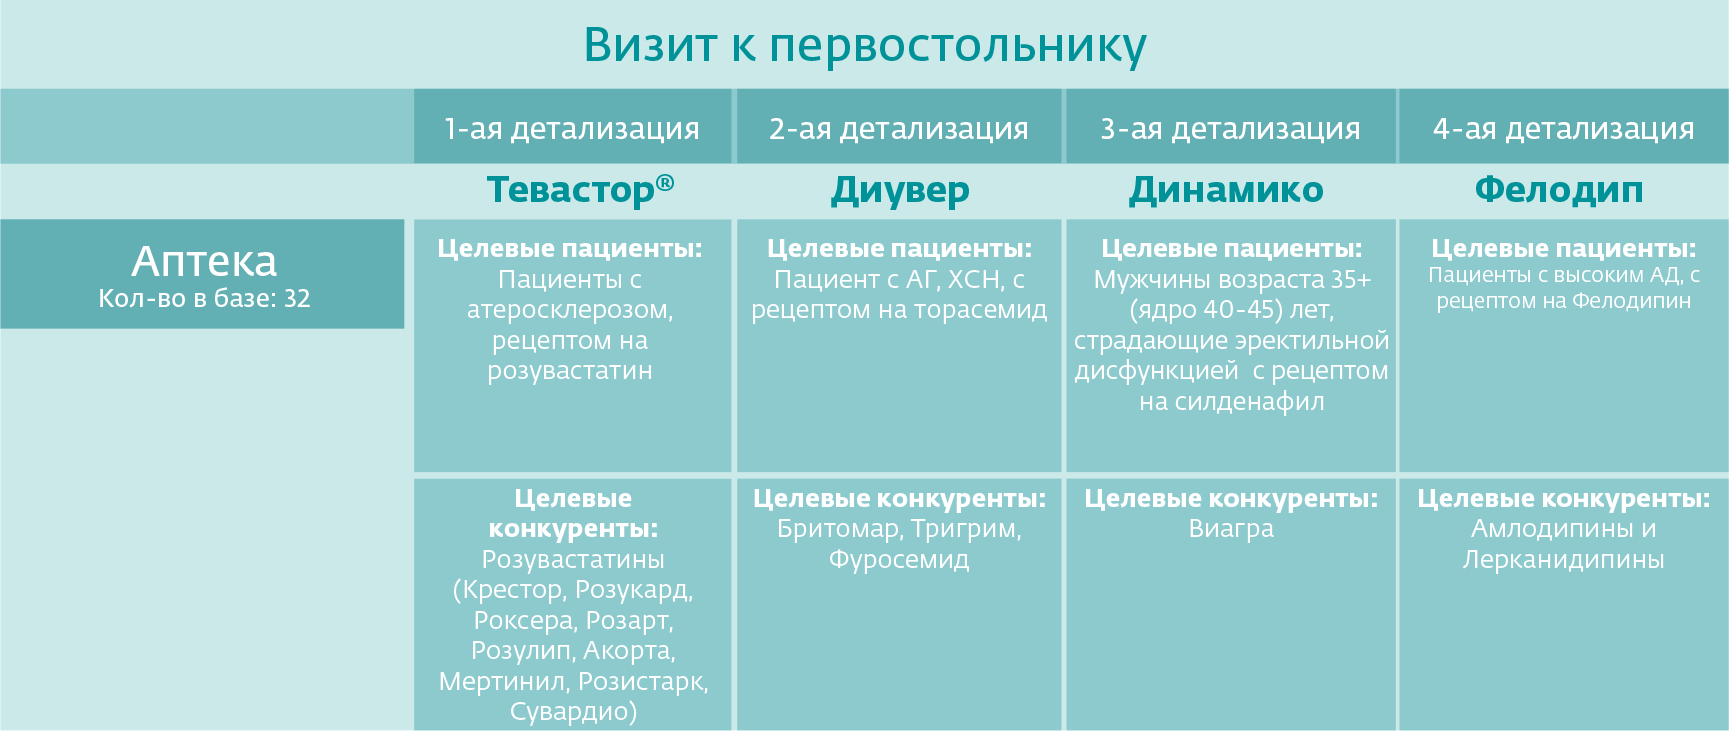 Визит к первостольнику
1-ая детализация
2-ая детализация
3-ая детализация
4-ая детализация
Тевастор®
Диувер
Динамико
Фелодип
Аптека
Кол-во в базе: 32
Целевые пациенты:
Пациенты с
атеросклерозом,
рецептом на
розувастатин
Целевые пациенты:
Пациент с АГ, ХСН, с
рецептом на торасемид
Целевые пациенты:
Мужчины возраста 35+
(ядро 40-45) лет,
страдающие эректильной
дисфункцией с рецептом
на силденафил
Целевые пациенты:
Пациенты с высоким АД, с
рецептом на Фелодипин
Целевые
конкуренты:
Розувастатины
(Крестор, Розукард,
Роксера, Розарт,
Розулип, Акорта,
Мертинил, Розистарк,
Сувардио)
Целевые конкуренты:
Бритомар, Тригрим,
Фуросемид
Целевые конкуренты:
Виагра
Целевые конкуренты:
Амлодипины и
Лерканидипины